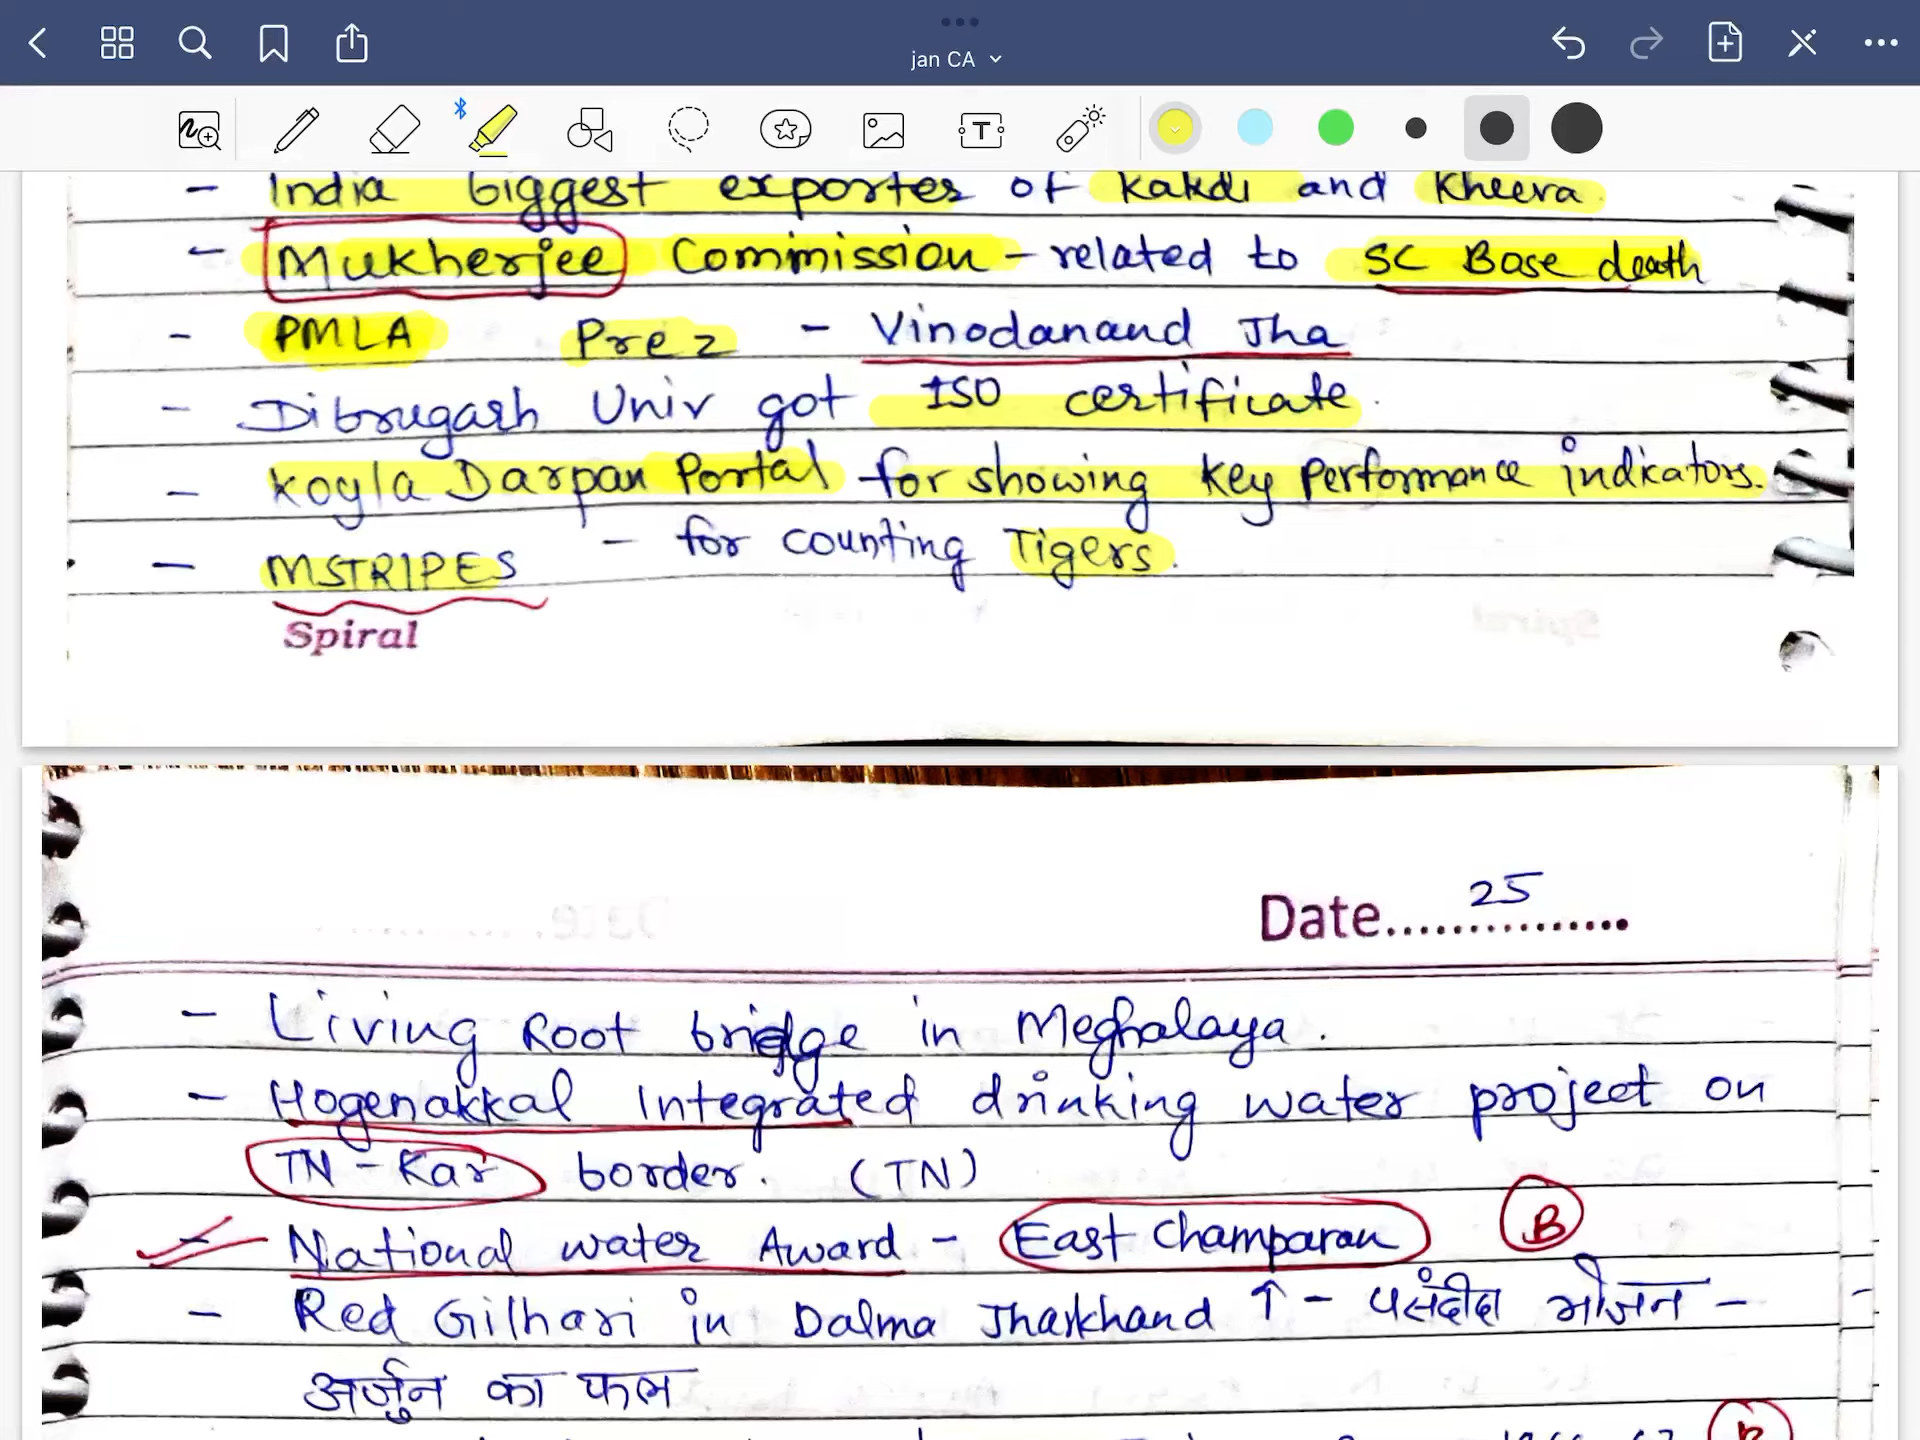 jan CA
- India biggest exporter of Kakdi and Kheera
- Mukherjee Commission - related to SC Bose death
- PMLA Prez - Vinodanand Jha
- Dibrugarh Univ got ISO certificate.
- Koyla Darpan Portal for showing Key Performance indicators.
- MSTRIPES - for counting Tigers.
Spiral
Date 25
- Living Root bridge in Meghalaya.
- Hogenakkal Integrated drinking water project on
TN - Kar border. (TN)
- National water Award - East Champaran B
- Red Gilhari in Dalma Jharkhand ↑ - पसंदीदा भोजन -
अर्जुन का फल